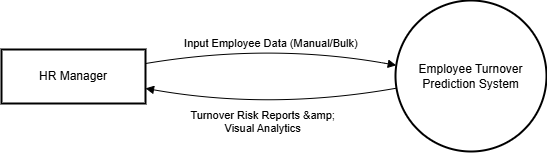 Input Employee Data (Manual/Bulk)
HR Manager
Employee Turnover
Prediction System
Turnover Risk Reports &amp;
Visual Analytics